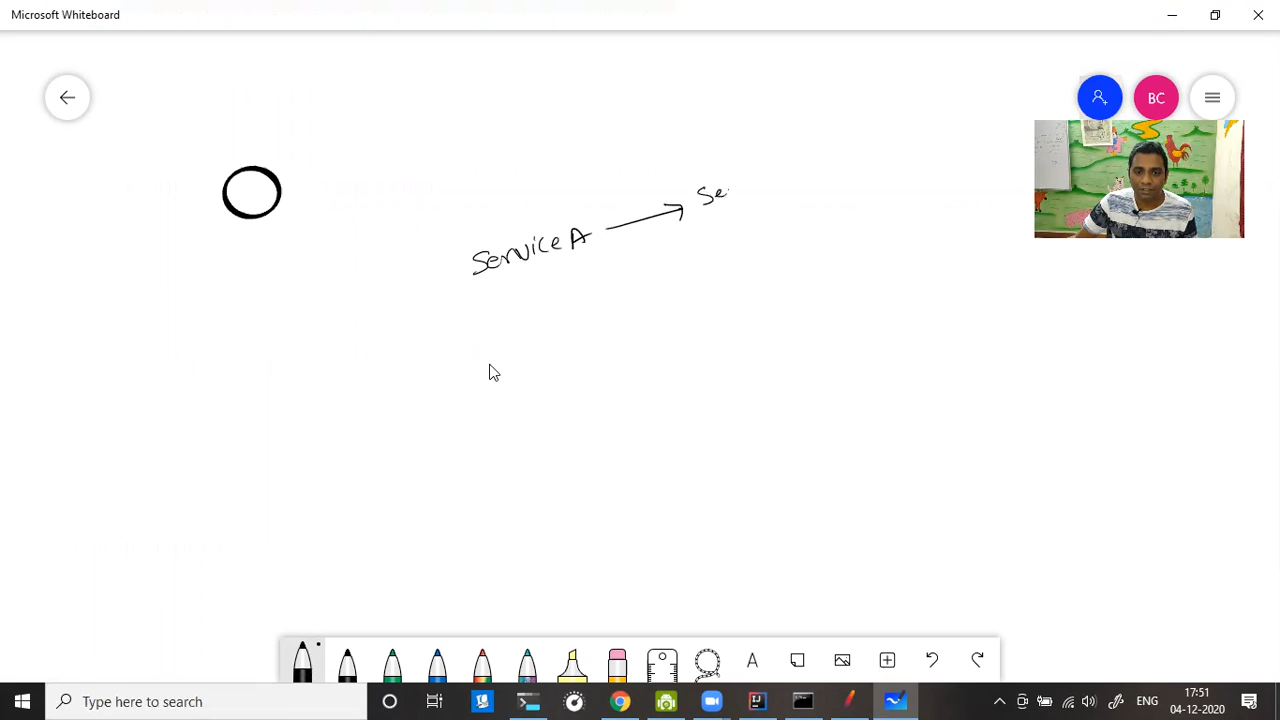 Microsoft Whiteboard
BC
Se
Service A
A
Type here to search
ENG
17:51
04-12-2020